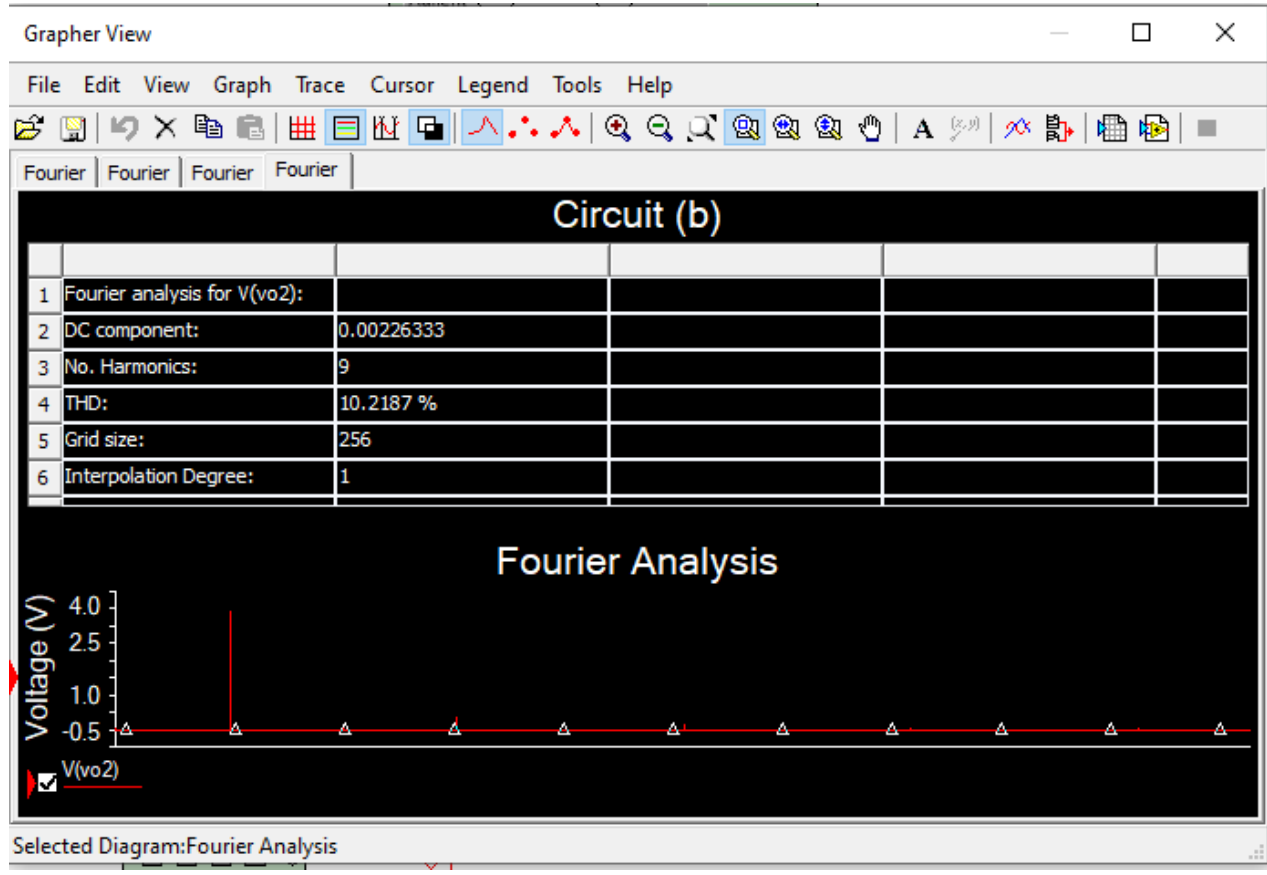 Grapher View
File Edit View Graph Trace Cursor Legend Tools Help
A (x,y)
Fourier Fourier Fourier Fourier
Circuit (b)
1 Fourier analysis for V(vo2):
2 DC component: 0.00226333
3 No. Harmonics: 9
4 THD: 10.2187 %
5 Grid size: 256
6 Interpolation Degree: 1
Fourier Analysis
Voltage (V)
4.0
2.5
1.0
-0.5
V(vo2)
Selected Diagram:Fourier Analysis